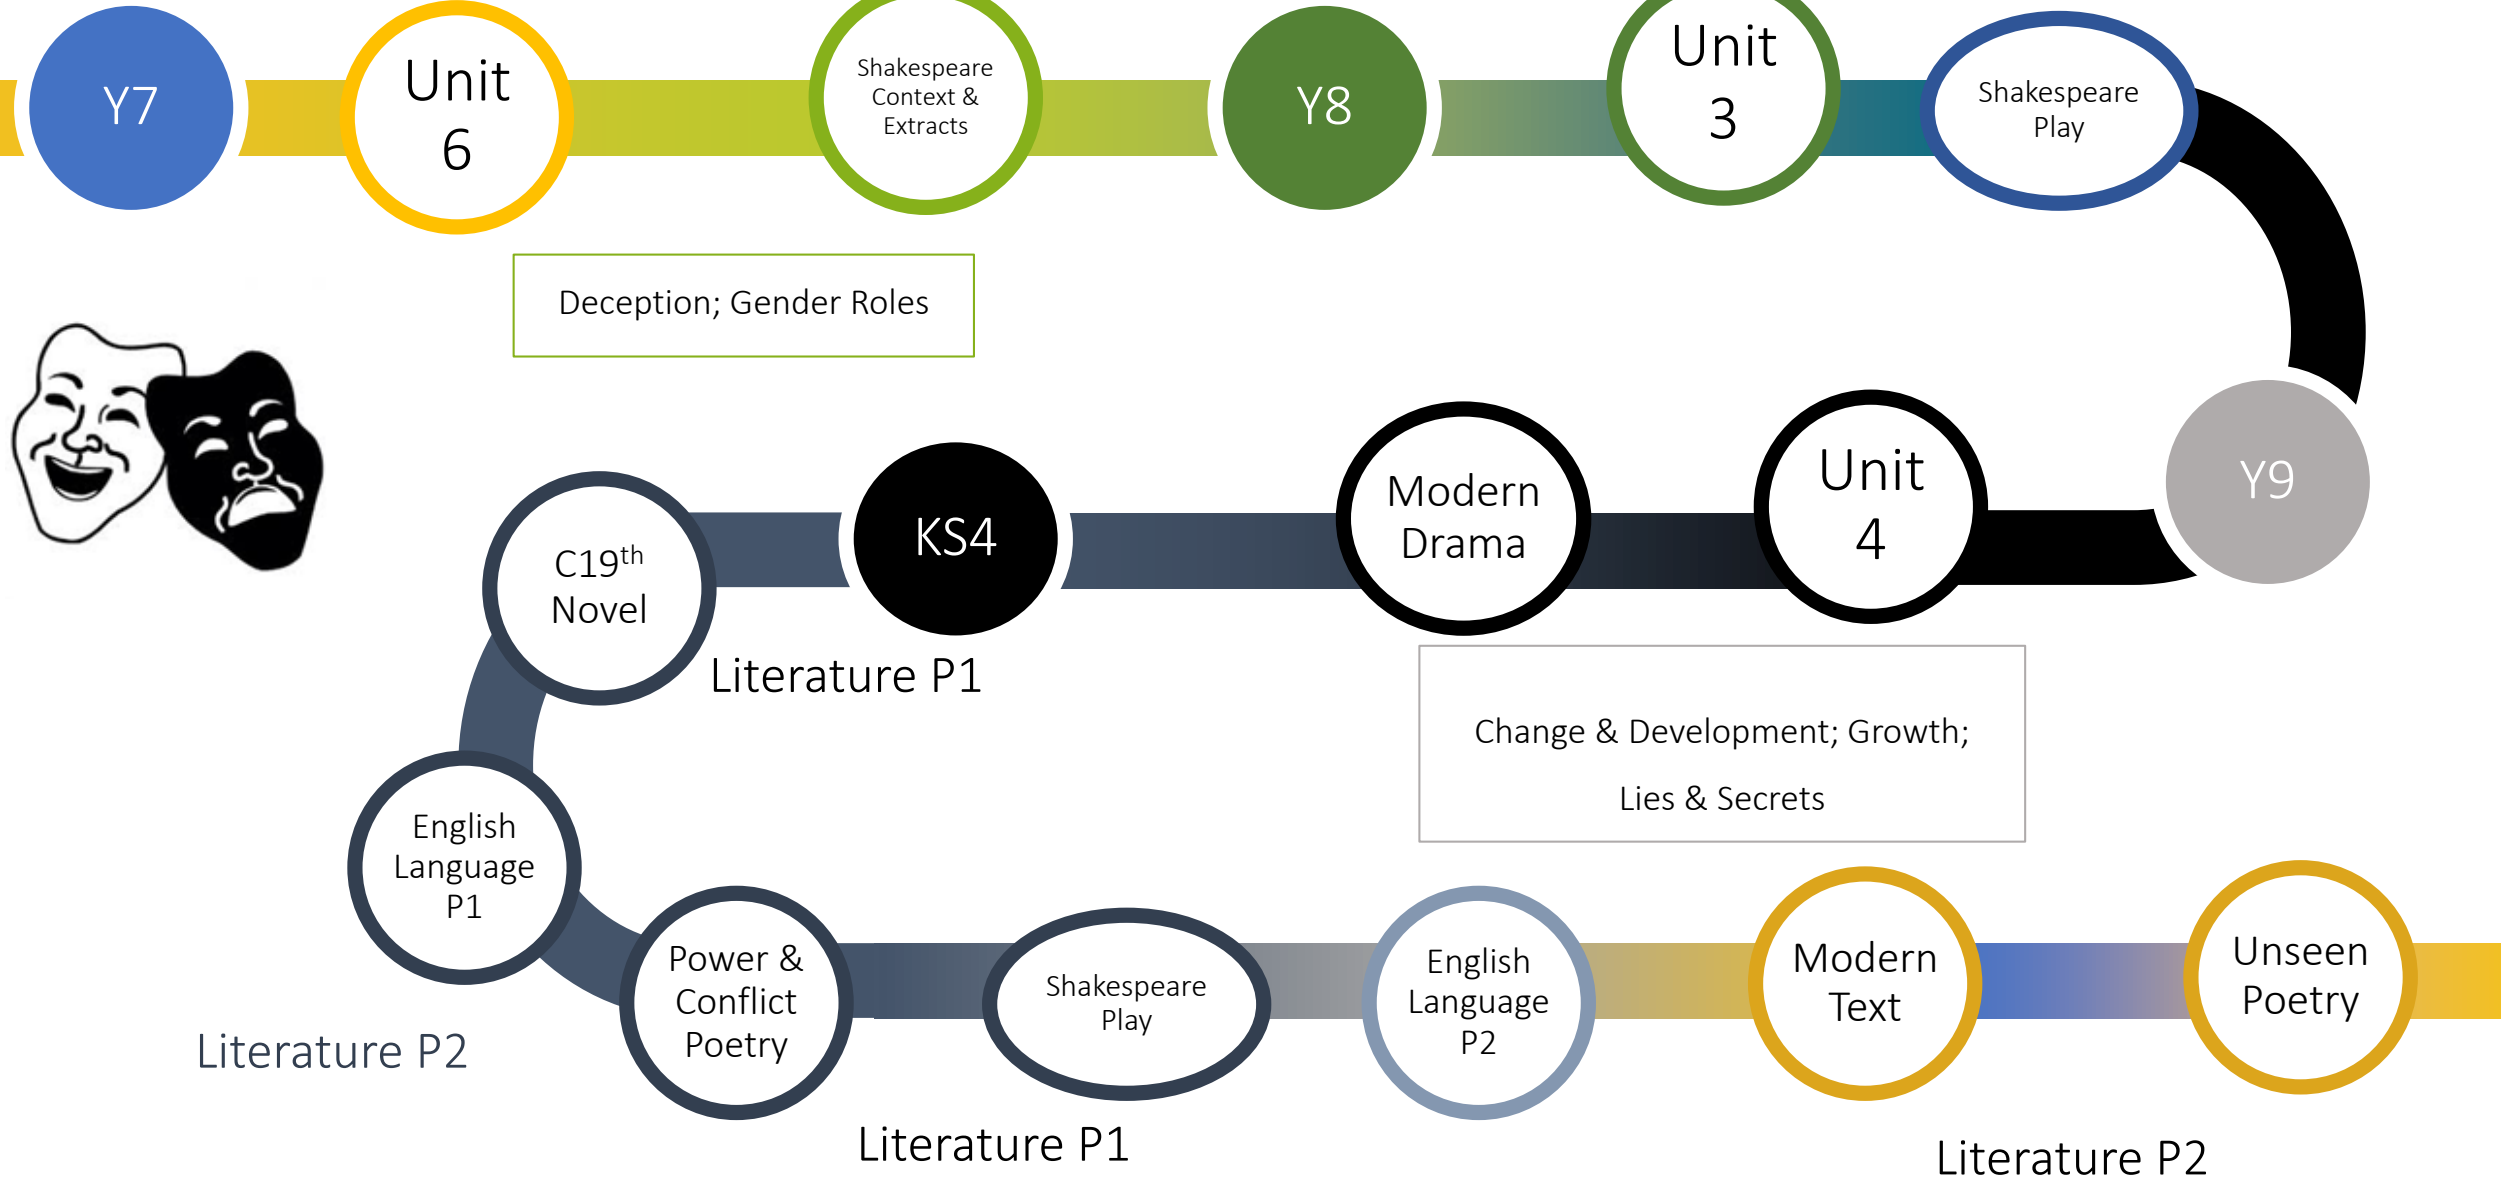 Y7
Unit
6
Shakespeare
Context &
Extracts
Y8
Unit
3
Shakespeare
Play
Deception; Gender Roles
Y9
Unit
4
Modern
Drama
KS4
C19th
Novel
Literature P1
Change & Development; Growth;
Lies & Secrets
English
Language
P1
Literature P2
Power &
Conflict
Poetry
Shakespeare
Play
Literature P1
English
Language
P2
Modern
Text
Unseen
Poetry
Literature P2